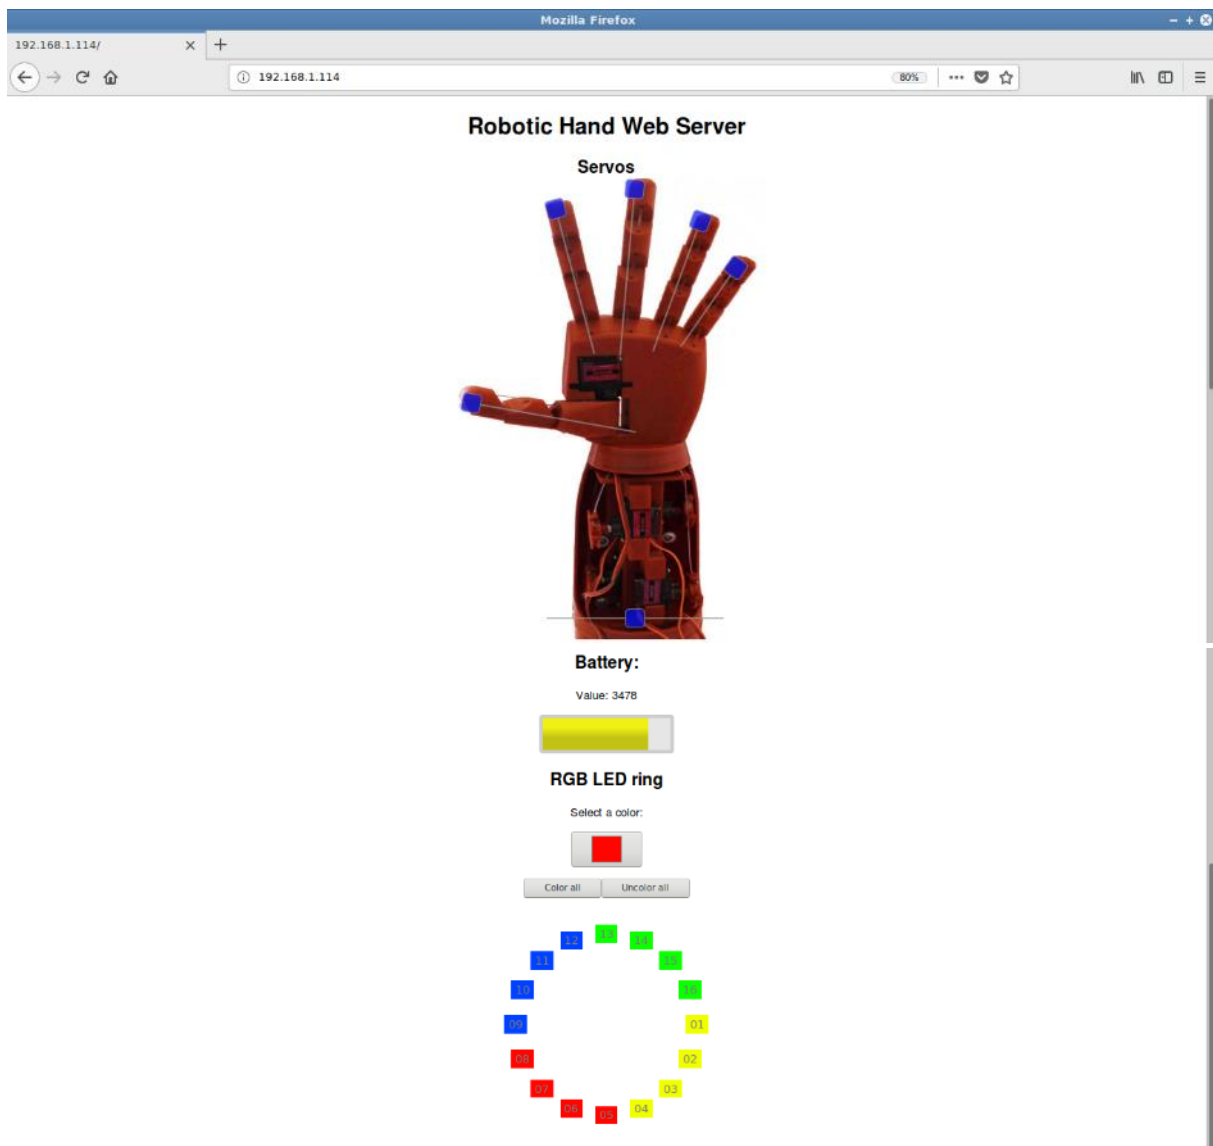 Mozilla Firefox
192.168.1.114/
192.168.1.114
80%
Robotic Hand Web Server
Servos
Battery:
Value: 3478
RGB LED ring
Select a color:
Color all Uncolor all
13
12 14
11 15
10 16
09 01
08 02
07 03
06 04
05